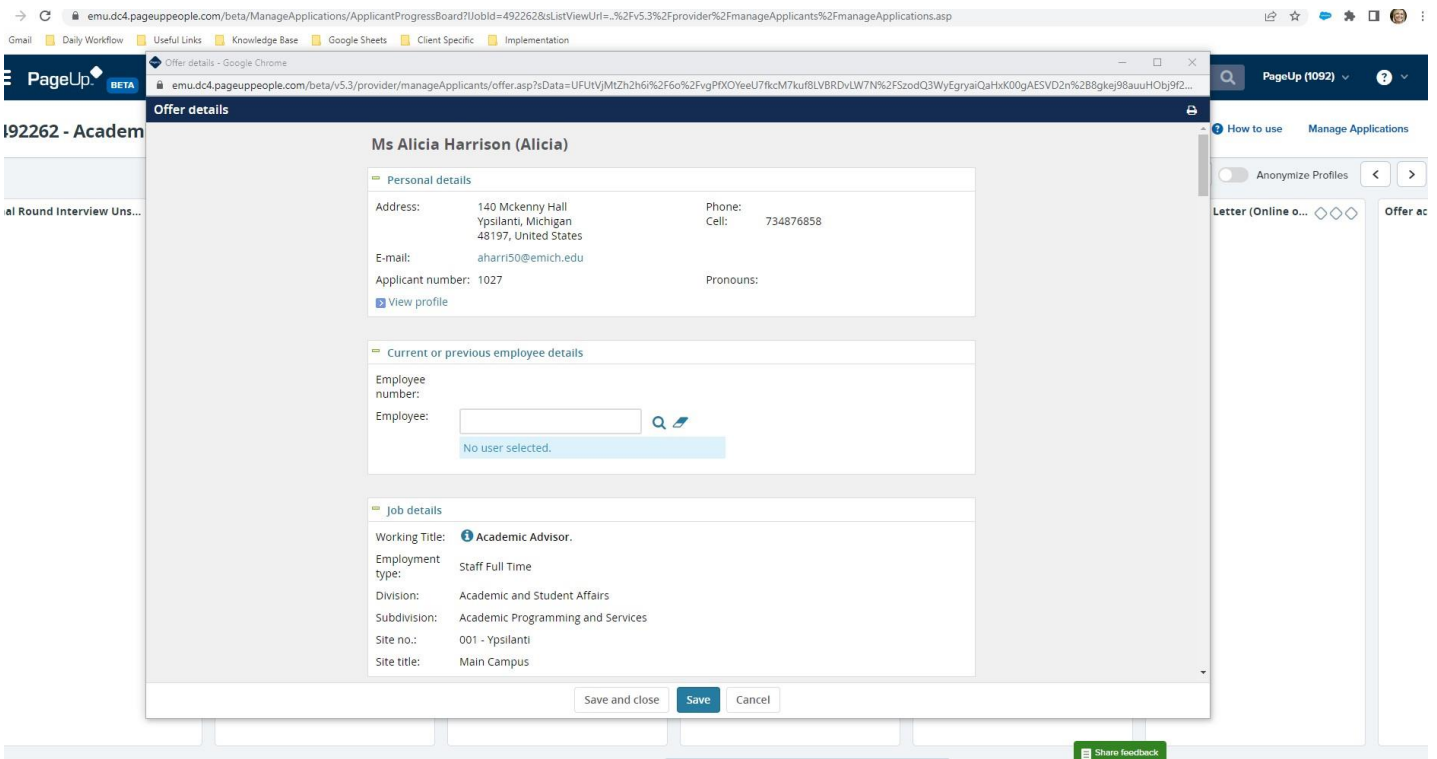 emu.dc4.pageuppeople.com/beta/ManageApplications/ApplicantProgressBoard?lJobId=492262&sListViewUrl=..%2Fv5.3%2Fprovider%2FmanageApplicants%2FmanageApplications.asp
Gmail Daily Workflow Useful Links Knowledge Base Google Sheets Client Specific Implementation
Offer details - Google Chrome
PageUp BETA
PageUp (1092)
?
emu.dc4.pageuppeople.com/beta/v5.3/provider/manageApplicants/offer.asp?sData=
Offer details
492262 - Academ
How to use Manage Applications
Ms Alicia Harrison (Alicia)
Anonymize Profiles < >
Personal details
al Round Interview Uns...
Letter (Online o...
Offer ac
Address: 140 Mckenny Hall Phone:
Ypsilanti, Michigan Cell: 734876858
48197, United States
E-mail: aharri50@emich.edu
Applicant number: 1027 Pronouns:
View profile
Current or previous employee details
Employee
number:
Employee:
No user selected.
Job details
Working Title: Academic Advisor.
Employment
type: Staff Full Time
Division: Academic and Student Affairs
Subdivision: Academic Programming and Services
Site no.: 001 - Ypsilanti
Site title: Main Campus
Save and close Save Cancel
Share feedback